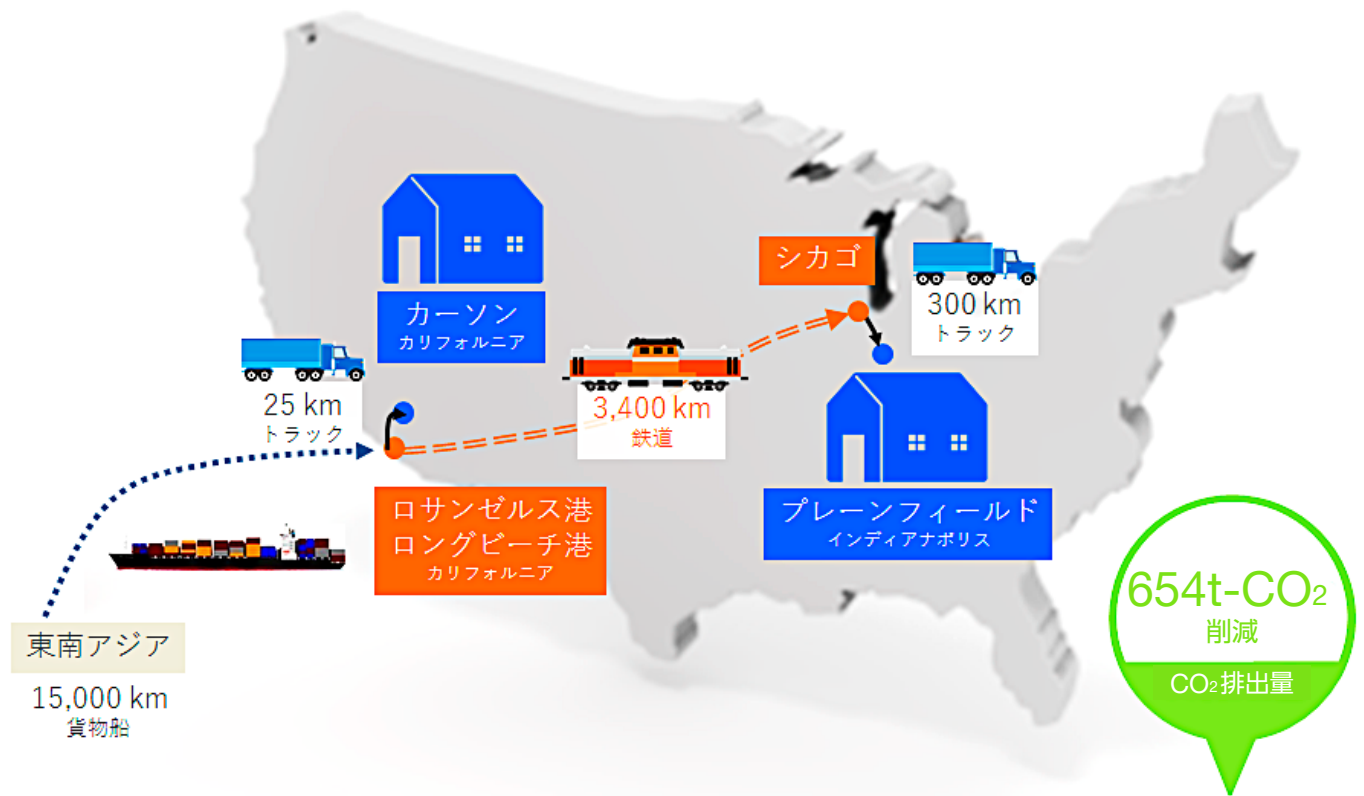 シカゴ
300 km
トラック
カーソン
カリフォルニア
25 km
トラック
3,400 km
鉄道
ロサンゼルス港
ロングビーチ港
カリフォルニア
プレーンフィールド
インディアナポリス
東南アジア
15,000 km
貨物船
654t-CO₂
削減
CO₂排出量